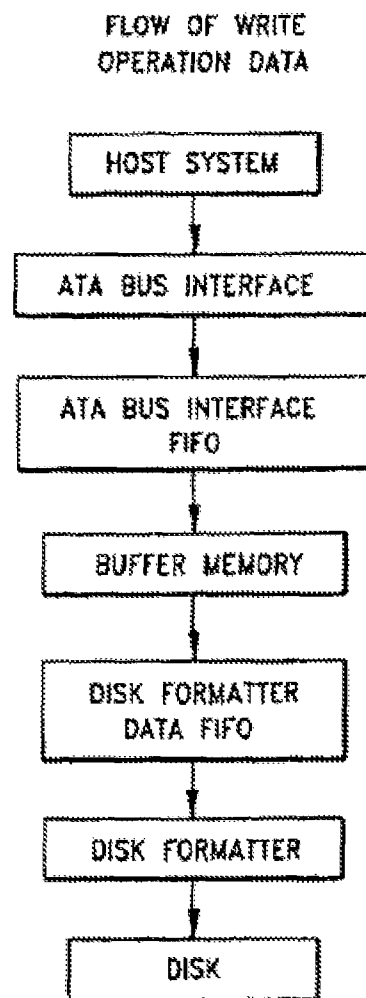 FLOW OF WRITE
OPERATION DATA
HOST SYSTEM
ATA BUS INTERFACE
ATA BUS INTERFACE
FIFO
BUFFER MEMORY
DISK FORMATTER
DATA FIFO
DISK FORMATTER
DISK